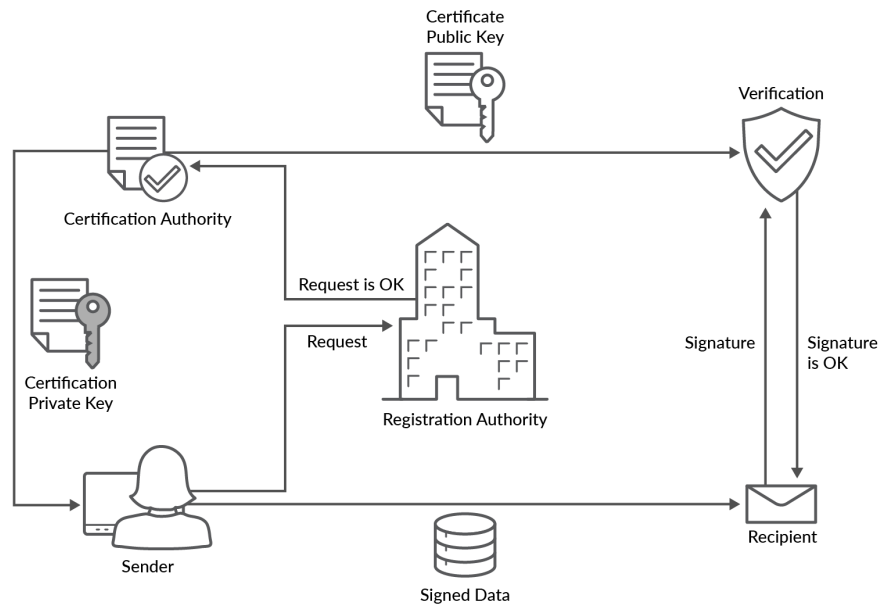 Certificate
Public Key
Verification
Certification Authority
Request is OK
Request
Signature
Signature
is OK
Certification
Private Key
Registration Authority
Recipient
Sender
Signed Data